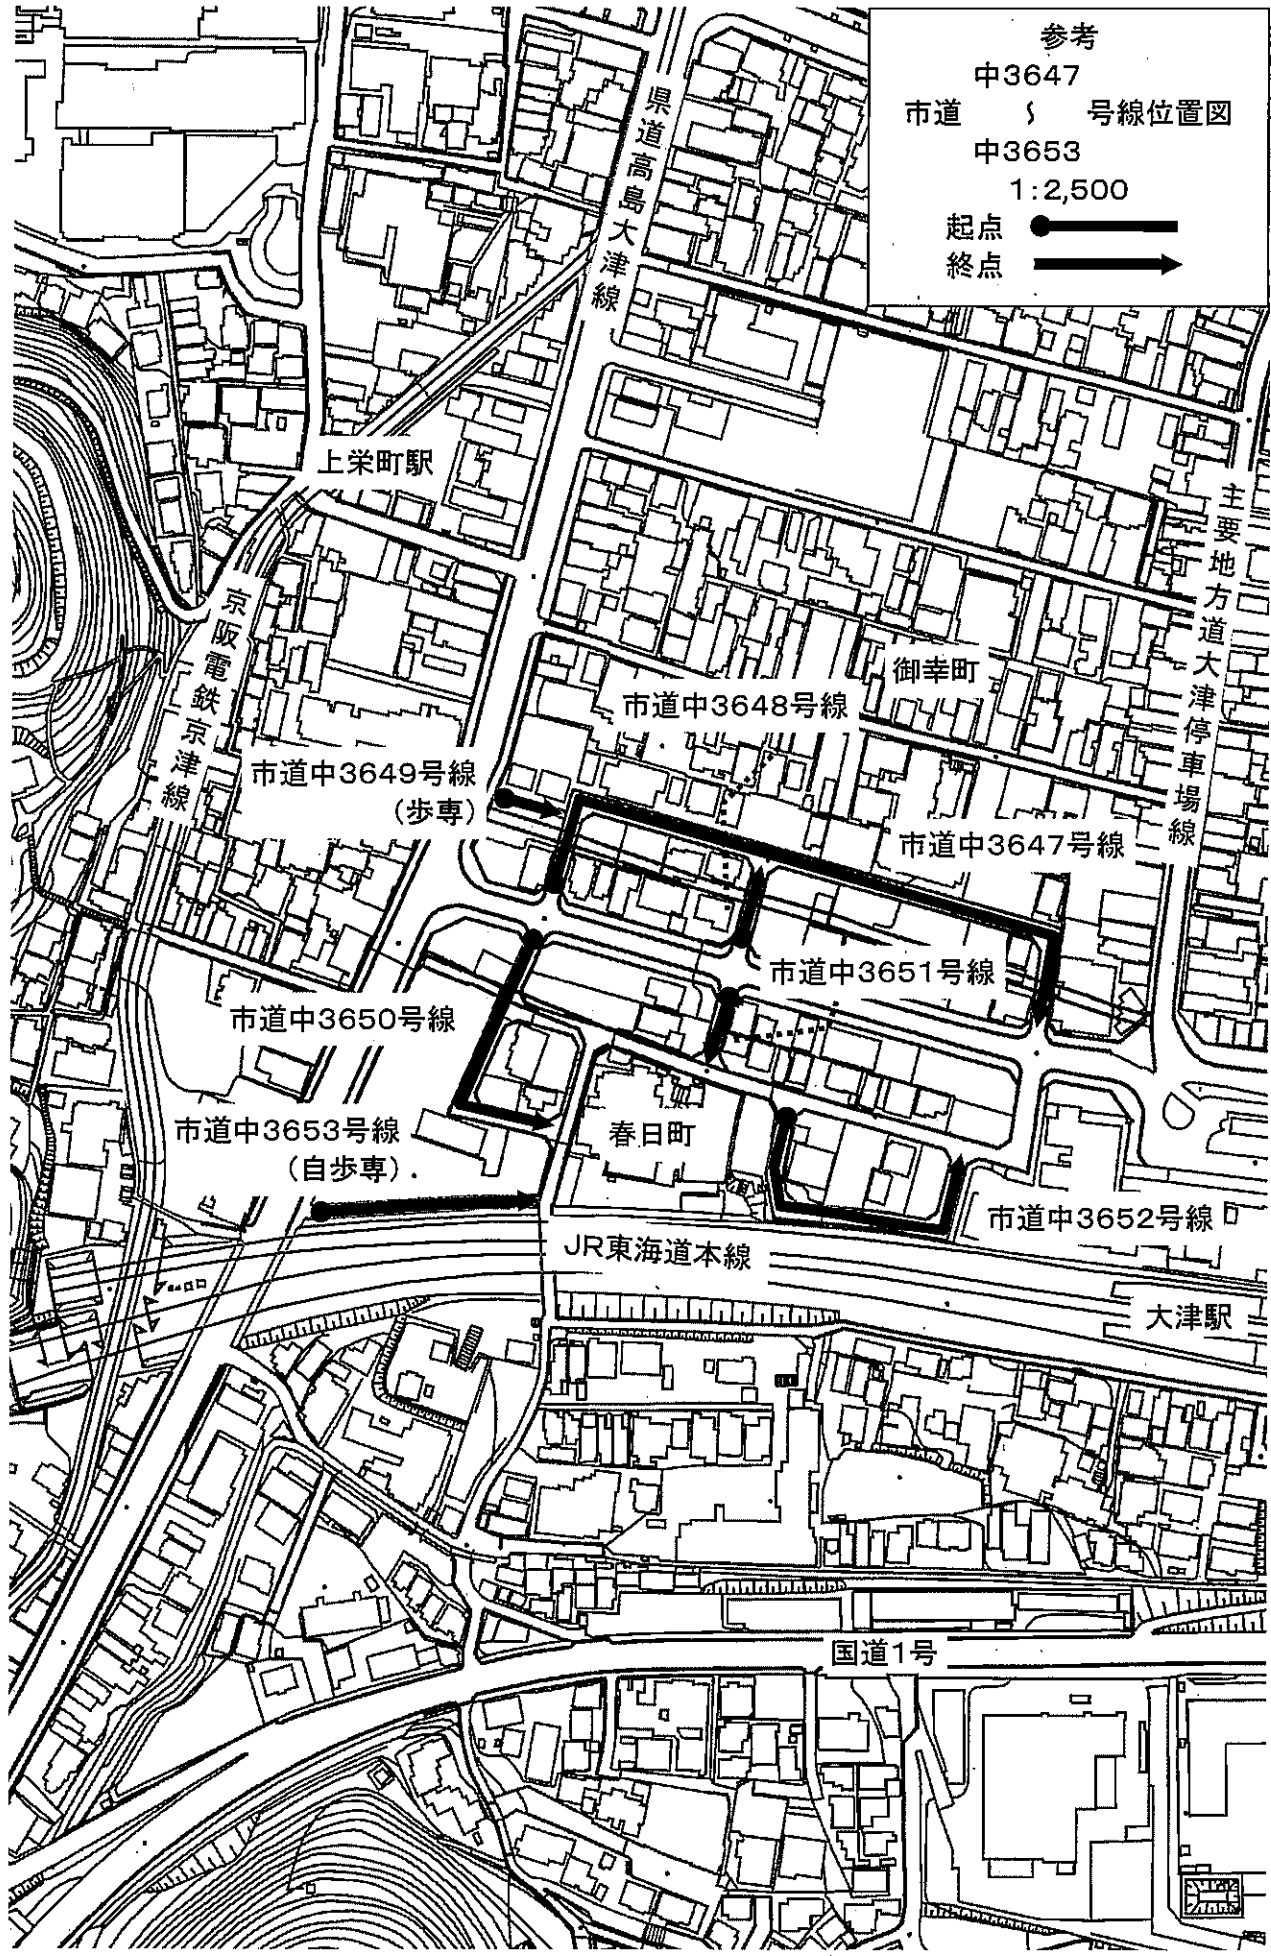 参考
中3647
市道 ～ 号線位置図
中3653
1:2,500
起点
終点
県道高島大津線
上栄町駅
主要地方道大津停車場線
京阪電鉄京津線
御幸町
市道中3648号線
市道中3649号線
(歩専)
市道中3647号線
市道中3651号線
市道中3650号線
市道中3653号線
(自歩専)
春日町
市道中3652号線
JR東海道本線
大津駅
国道1号